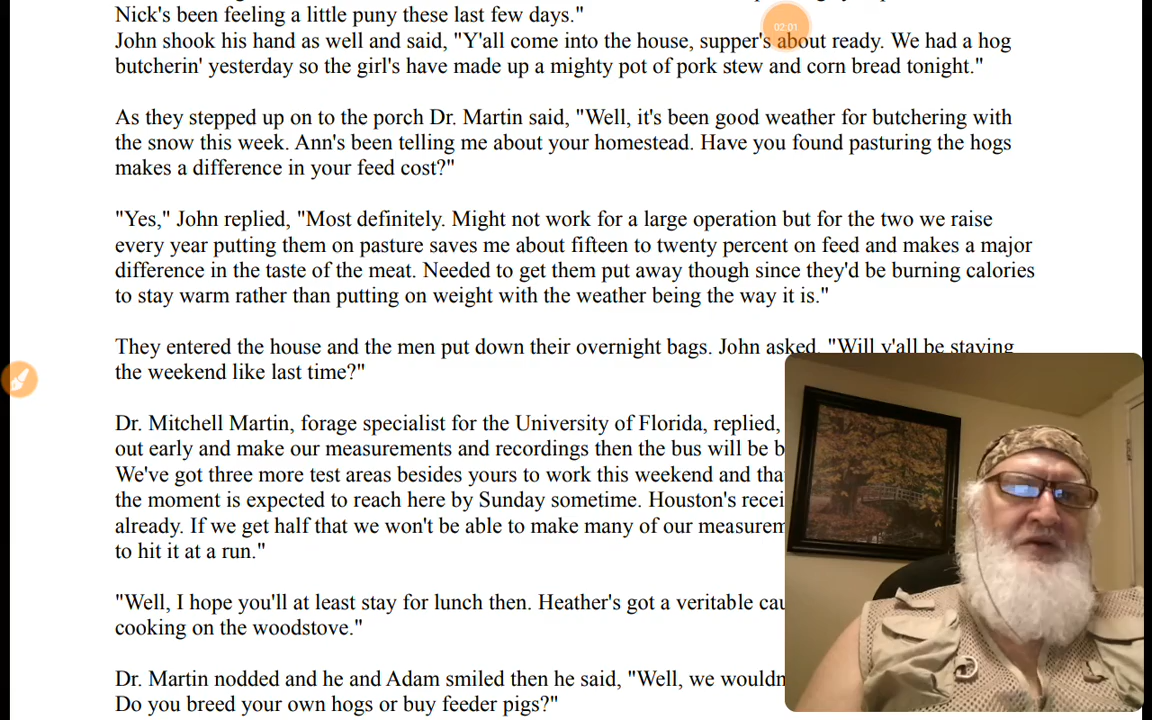 Nick's been feeling a little puny these last few days."
02:01
John shook his hand as well and said, "Y'all come into the house, supper's about ready. We had a hog
butcherin' yesterday so the girl's have made up a mighty pot of pork stew and corn bread tonight."
As they stepped up on to the porch Dr. Martin said, "Well, it's been good weather for butchering with
the snow this week. Ann's been telling me about your homestead. Have you found pasturing the hogs
makes a difference in your feed cost?"
"Yes," John replied, "Most definitely. Might not work for a large operation but for the two we raise
every year putting them on pasture saves me about fifteen to twenty percent on feed and makes a major
difference in the taste of the meat. Needed to get them put away though since they'd be burning calories
to stay warm rather than putting on weight with the weather being the way it is."
They entered the house and the men put down their overnight bags. John asked, "Will y'all be staying
the weekend like last time?"
Dr. Mitchell Martin, forage specialist for the University of Florida, replied,
out early and make our measurements and recordings then the bus will be b
We've got three more test areas besides yours to work this weekend and tha
the moment is expected to reach here by Sunday sometime. Houston's recei
already. If we get half that we won't be able to make many of our measurem
to hit it at a run."
"Well, I hope you'll at least stay for lunch then. Heather's got a veritable cau
cooking on the woodstove."
Dr. Martin nodded and he and Adam smiled then he said, "Well, we wouldn
Do you breed your own hogs or buy feeder pigs?"